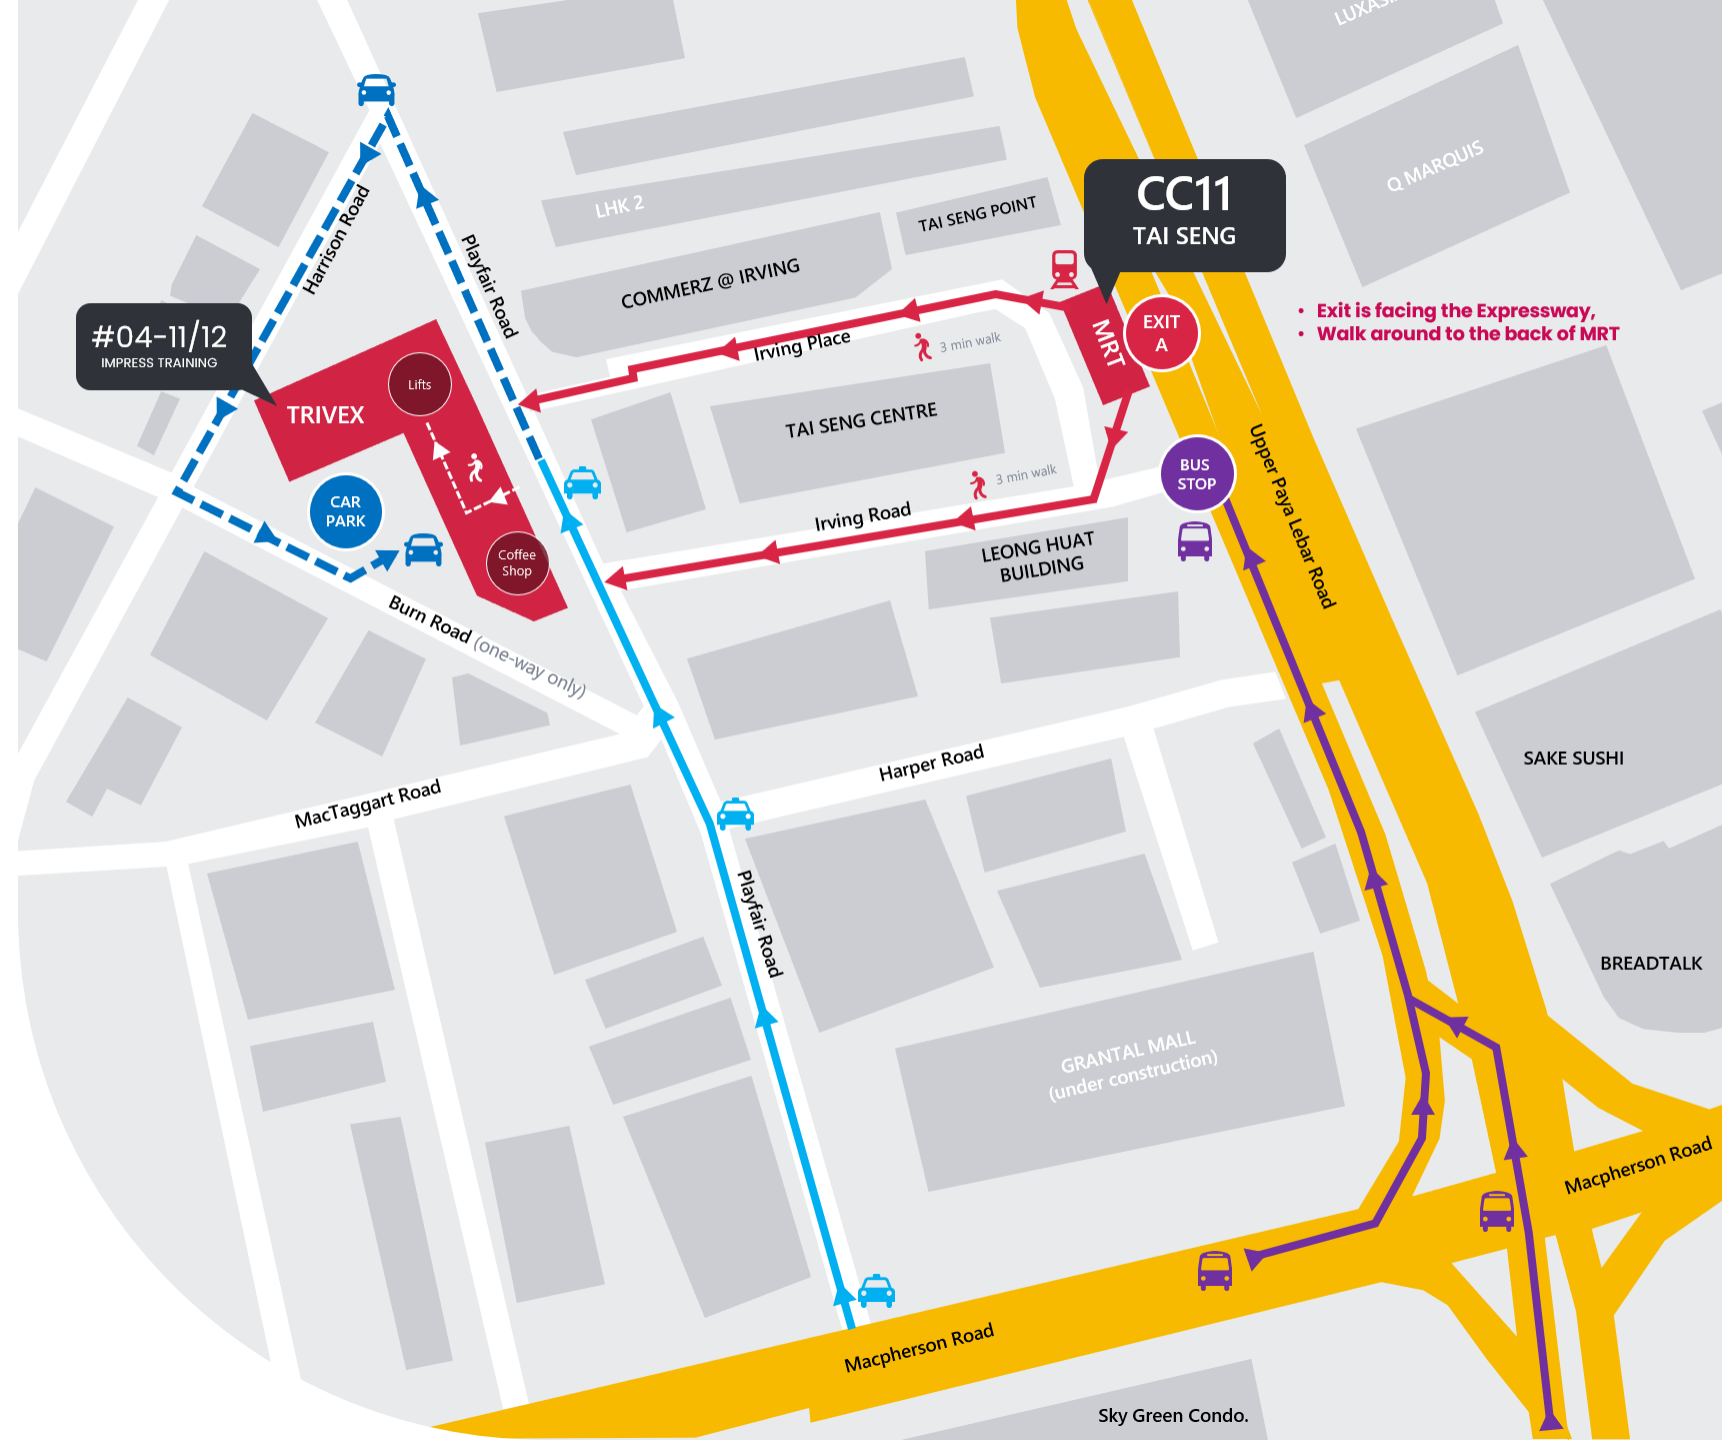 Q MARQUIS
CC11
TAI SENG
LHK 2
TAI SENG POINT
Harrison Road
Playfair Road
COMMERZ @ IRVING
#04-11/12
IMPRESS TRAINING
EXIT
A
MRT
• Exit is facing the Expressway,
• Walk around to the back of MRT
Irving Place
3 min walk
Lifts
TRIVEX
TAI SENG CENTRE
BUS
STOP
Upper Paya Lebar Road
3 min walk
CAR
PARK
Irving Road
Coffee
Shop
LEONG HUAT
BUILDING
Burn Road (one-way only)
Harper Road
SAKE SUSHI
MacTaggart Road
Playfair Road
BREADTALK
GRANTAL MALL
(under construction)
Macpherson Road
Macpherson Road
Sky Green Condo.